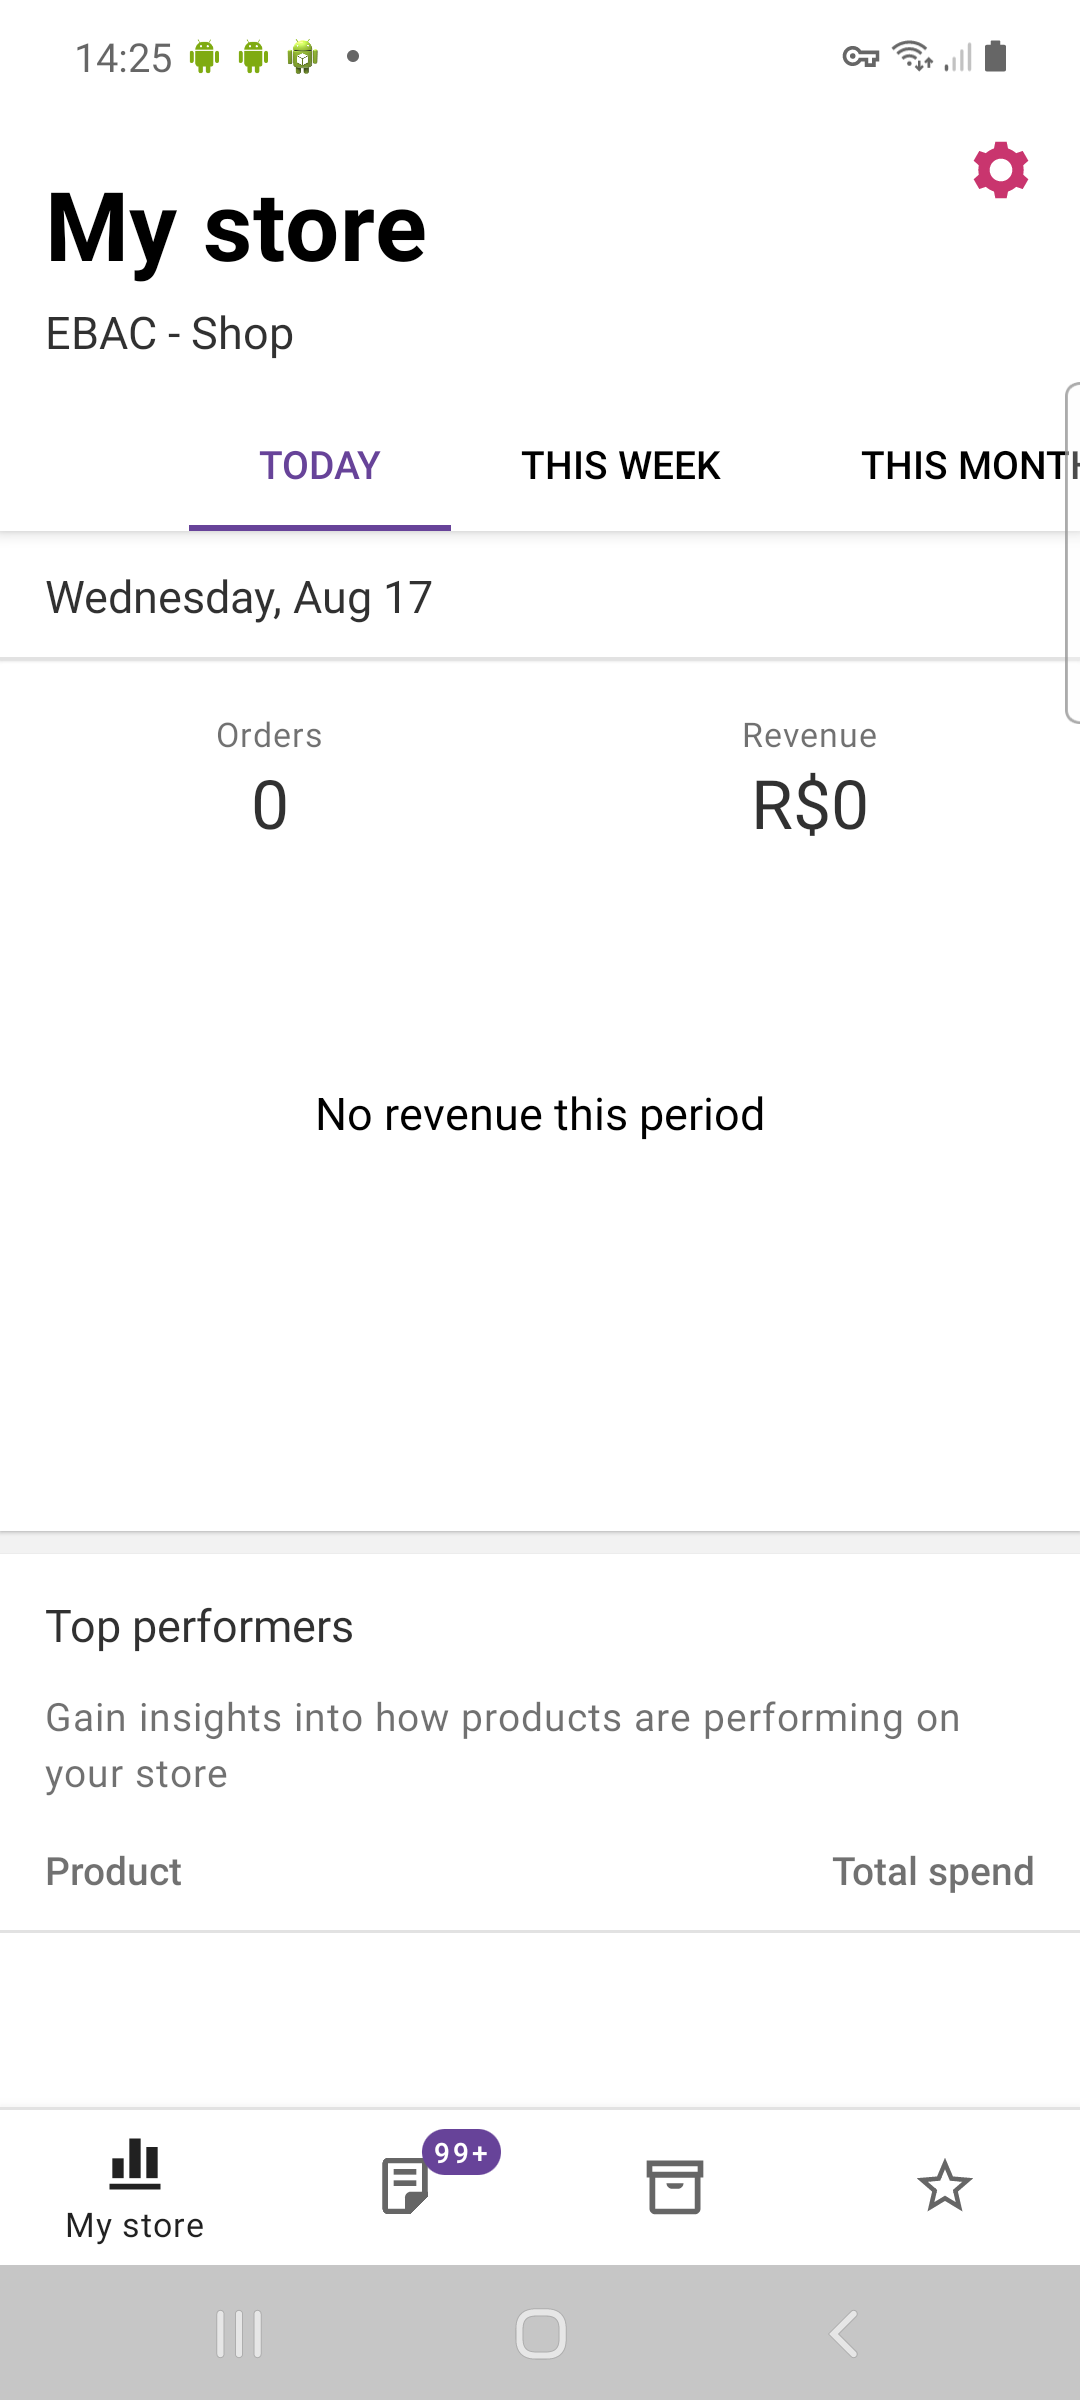 14:25
My store
EBAC - Shop
TODAY THIS WEEK THIS MONTH
Wednesday, Aug 17
Orders Revenue
0 R$0
No revenue this period
Top performers
Gain insights into how products are performing on
your store
Product Total spend
99+
My store